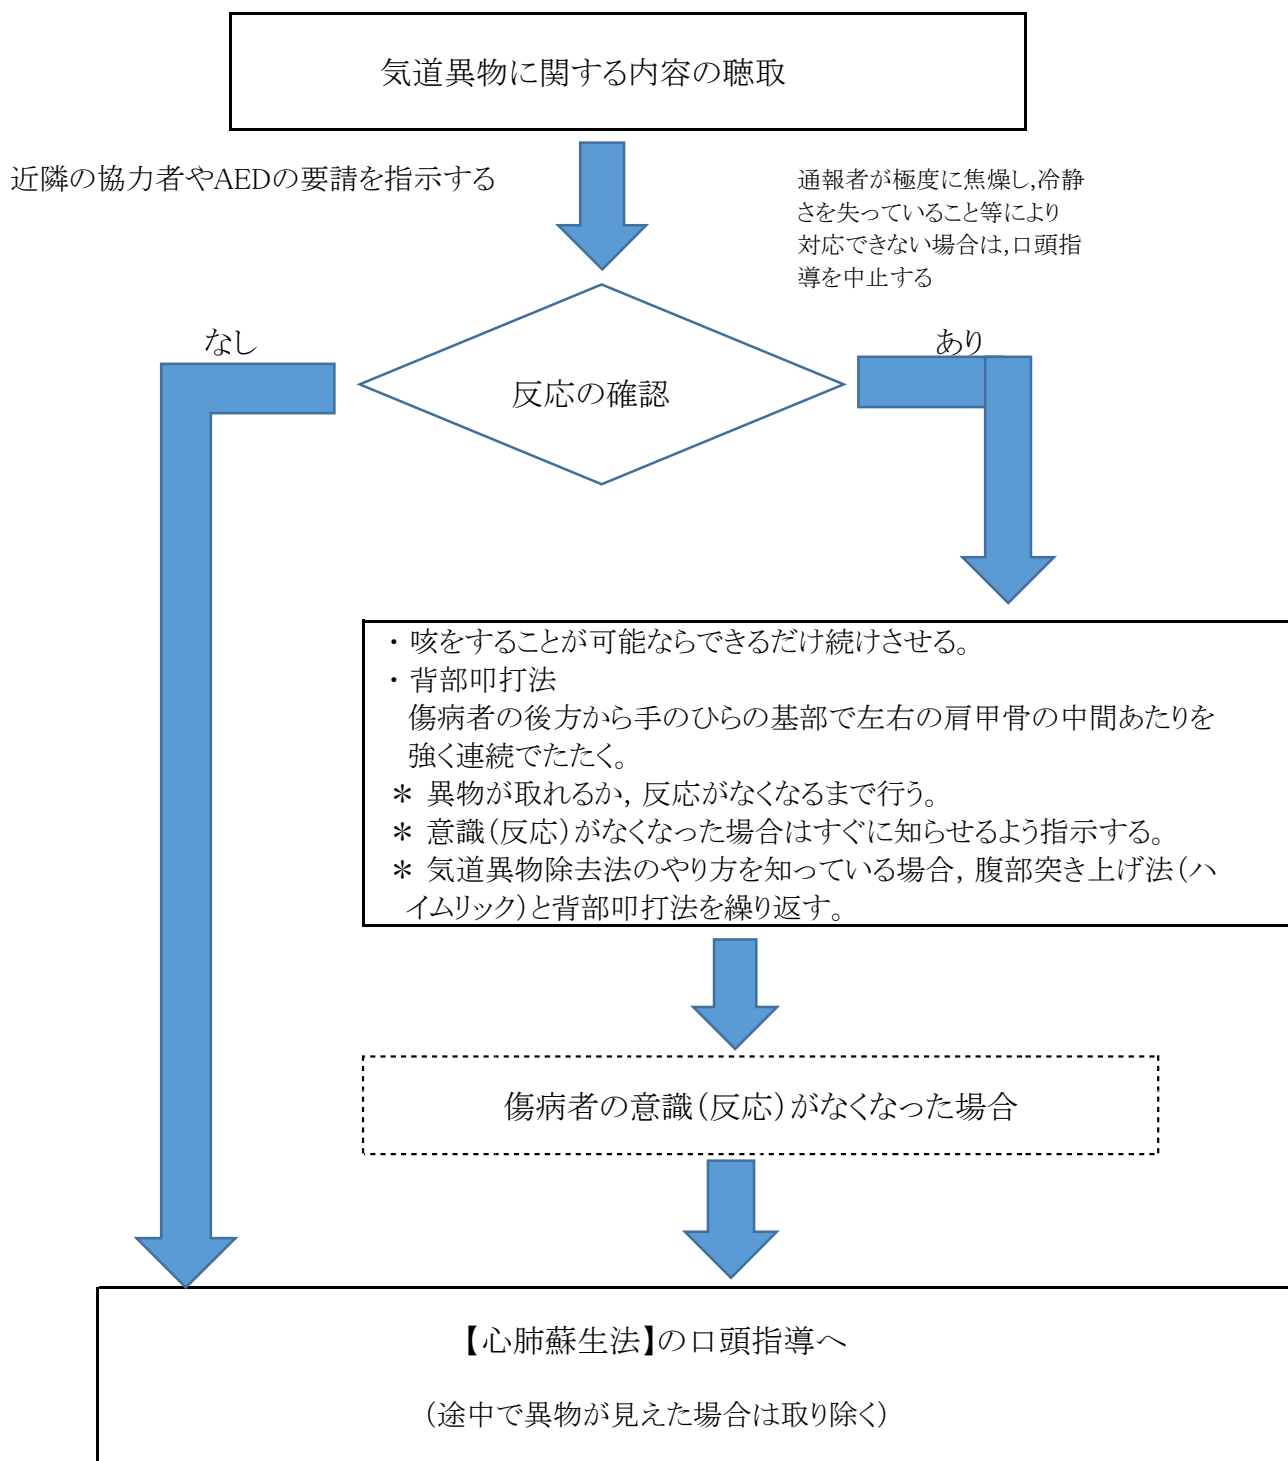 気道異物に関する内容の聴取
近隣の協力者やAEDの要請を指示する
通報者が極度に焦燥し,冷静
さを失っていること等により
対応できない場合は,口頭指
導を中止する
なし
あり
反応の確認
・ 咳をすることが可能ならできるだけ続けさせる。
・ 背部叩打法
傷病者の後方から手のひらの基部で左右の肩甲骨の中間あたりを
強く連続でたたく。
＊ 異物が取れるか, 反応がなくなるまで行う。
＊ 意識(反応)がなくなった場合はすぐに知らせるよう指示する。
＊ 気道異物除去法のやり方を知っている場合, 腹部突き上げ法(ハ
イムリック)と背部叩打法を繰り返す。
傷病者の意識(反応)がなくなった場合
【心肺蘇生法】の口頭指導へ
(途中で異物が見えた場合は取り除く)